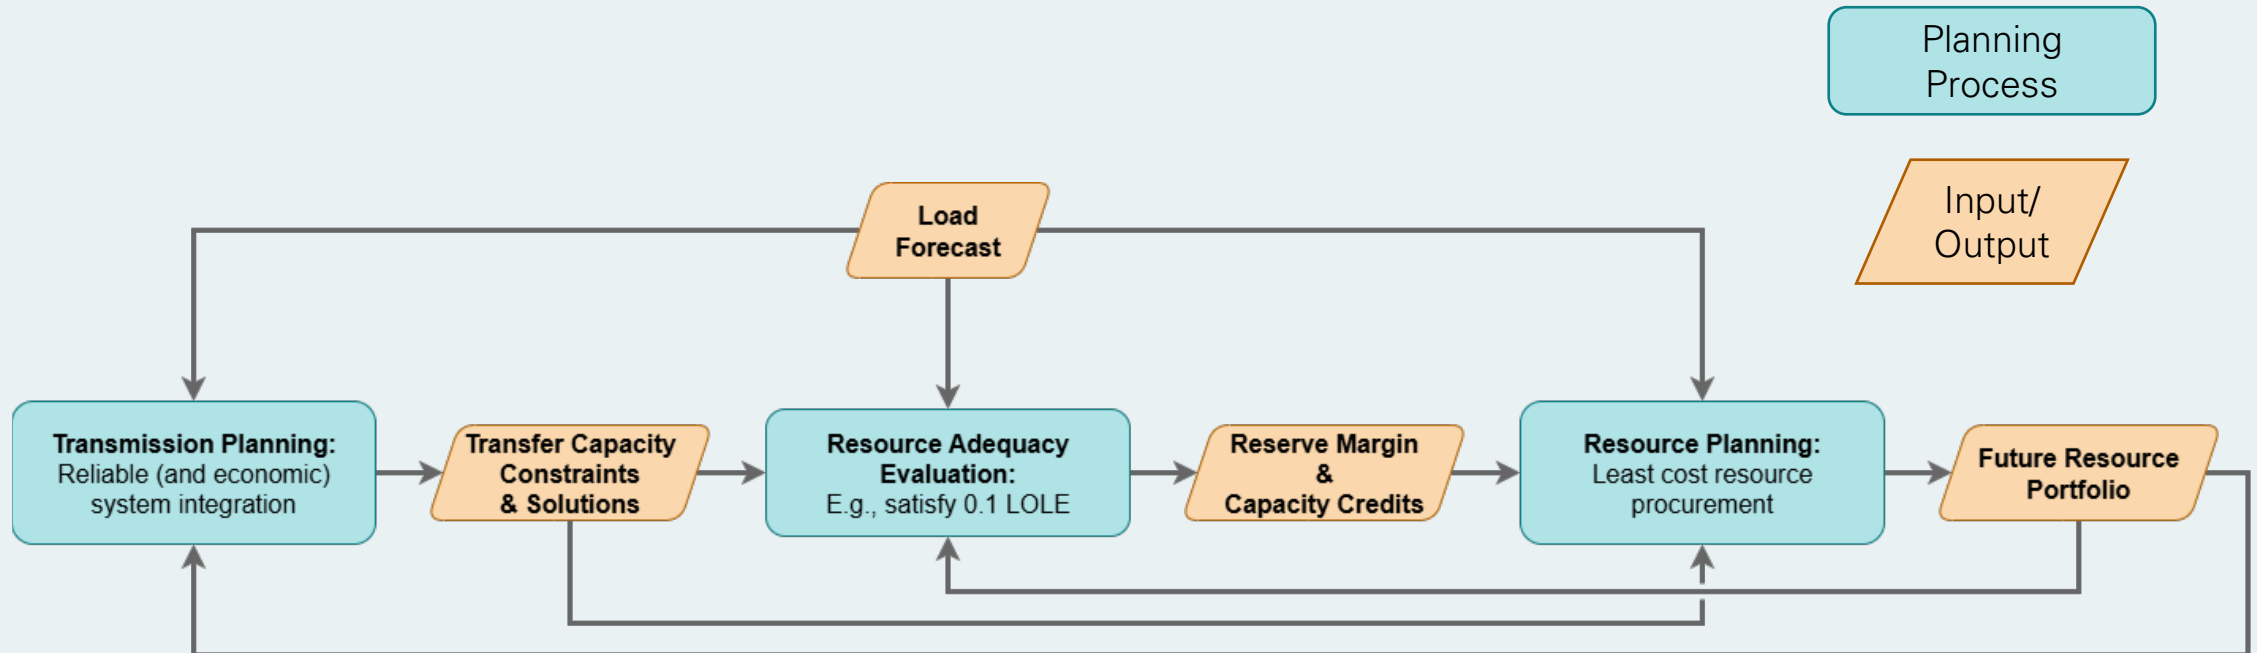 Planning
Process
Input/
Output
Load
Forecast
Transmission Planning:
Reliable (and economic)
system integration
Transfer Capacity
Constraints
& Solutions
Resource Adequacy
Evaluation:
E.g., satisfy 0.1 LOLE
Reserve Margin
&
Capacity Credits
Resource Planning:
Least cost resource
procurement
Future Resource
Portfolio